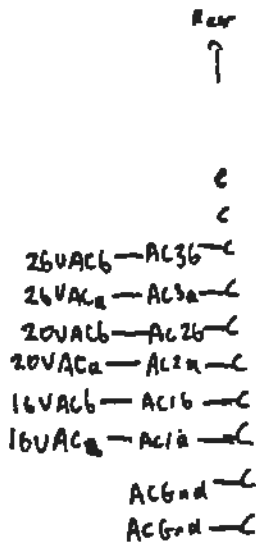 Rear
c
c
26VACb — AC3b — c
26VACa — AC3a — c
20VACb — AC2b — c
20VACa — AC2a — c
16VACb — AC1b — c
16VACa — AC1a — c
ACGnd — c
ACGnd — c